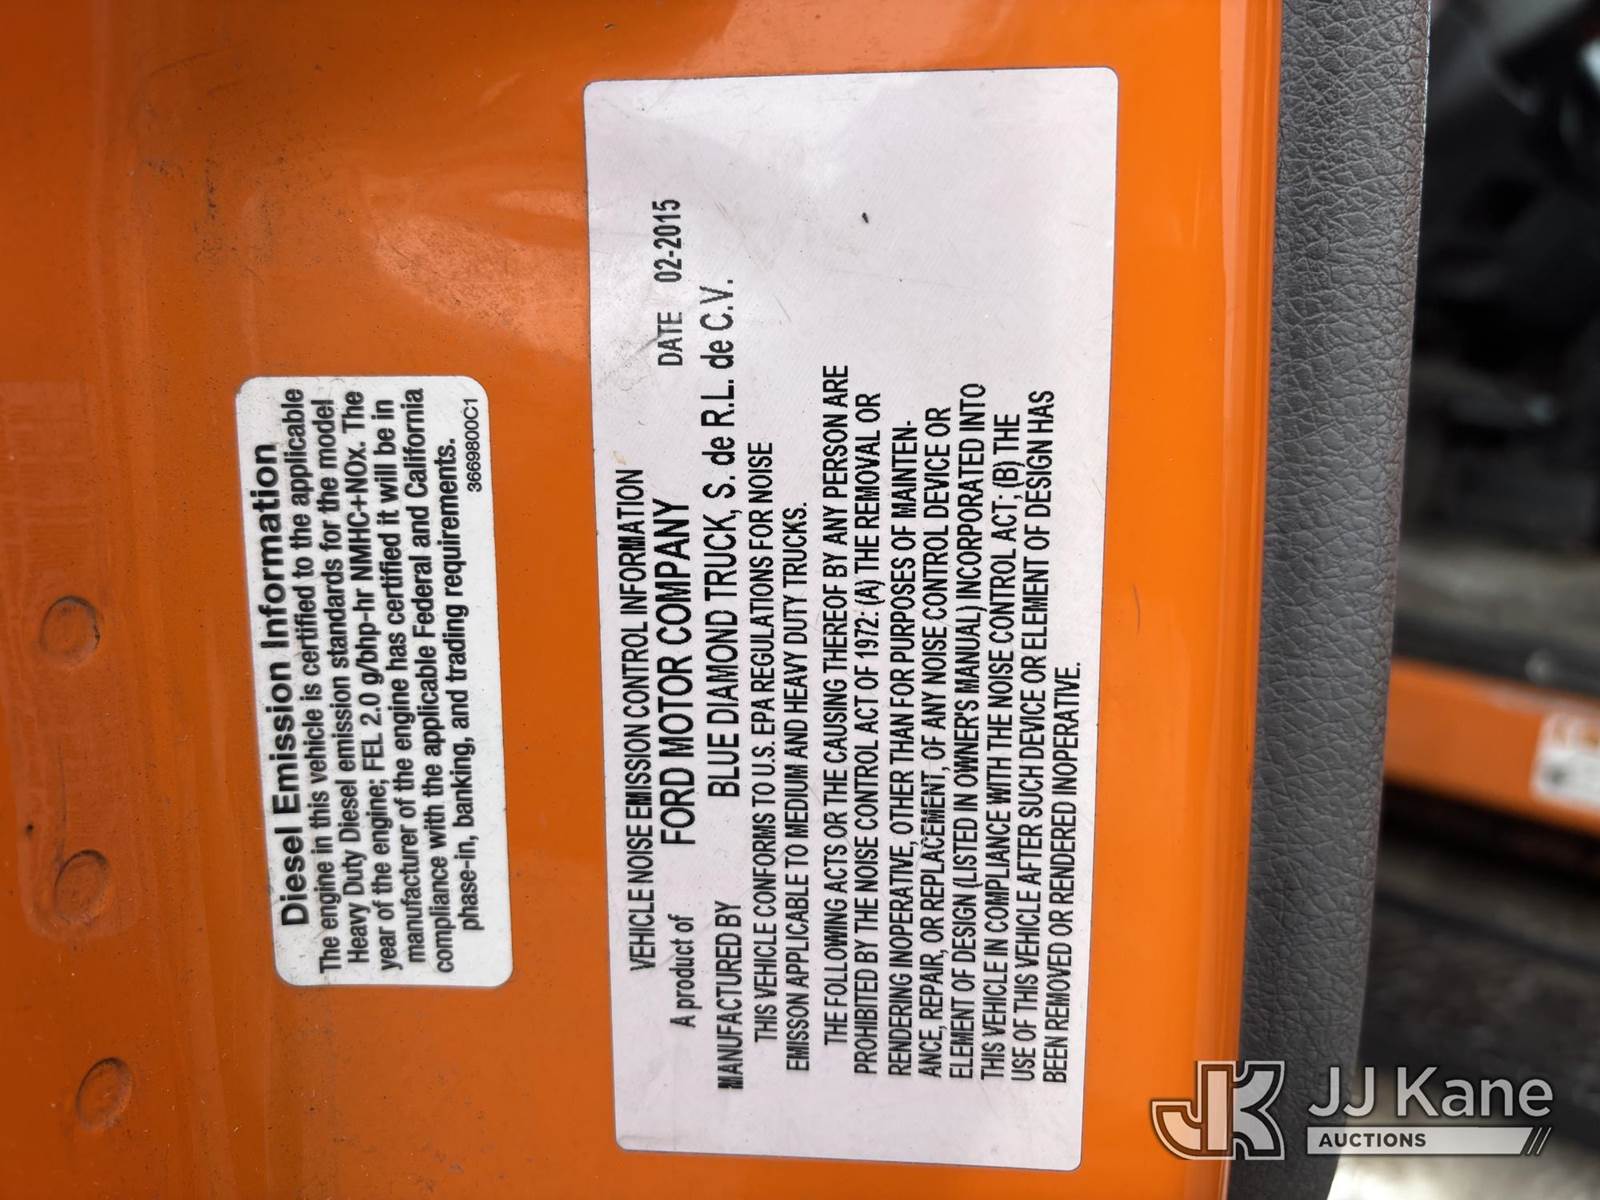 Diesel Emission Information
The engine in this vehicle is certified to the applicable
Heavy Duty Diesel emission standards for the model
year of the engine; FEL 2.0 g/bhp-hr NMHC+NOx. The
manufacturer of the engine has certified it will be in
compliance with the applicable Federal and California
phase-in, banking, and trading requirements.
3669800C1
VEHICLE NOISE EMISSION CONTROL INFORMATION
A product of FORD MOTOR COMPANY DATE 02-2015
MANUFACTURED BY BLUE DIAMOND TRUCK, S. de R.L. de C.V.
THIS VEHICLE CONFORMS TO U.S. EPA REGULATIONS FOR NOISE
EMISSON APPLICABLE TO MEDIUM AND HEAVY DUTY TRUCKS.
THE FOLLOWING ACTS OR THE CAUSING THEREOF BY ANY PERSON ARE
PROHIBITED BY THE NOISE CONTROL ACT OF 1972: (A) THE REMOVAL OR
RENDERING INOPERATIVE, OTHER THAN FOR PURPOSES OF MAINTEN-
ANCE, REPAIR, OR REPLACEMENT, OF ANY NOISE CONTROL DEVICE OR
ELEMENT OF DESIGN (LISTED IN OWNER'S MANUAL) INCORPORATED INTO
THIS VEHICLE IN COMPLIANCE WITH THE NOISE CONTROL ACT; (B) THE
USE OF THIS VEHICLE AFTER SUCH DEVICE OR ELEMENT OF DESIGN HAS
BEEN REMOVED OR RENDERED INOPERATIVE.
JJ Kane
AUCTIONS